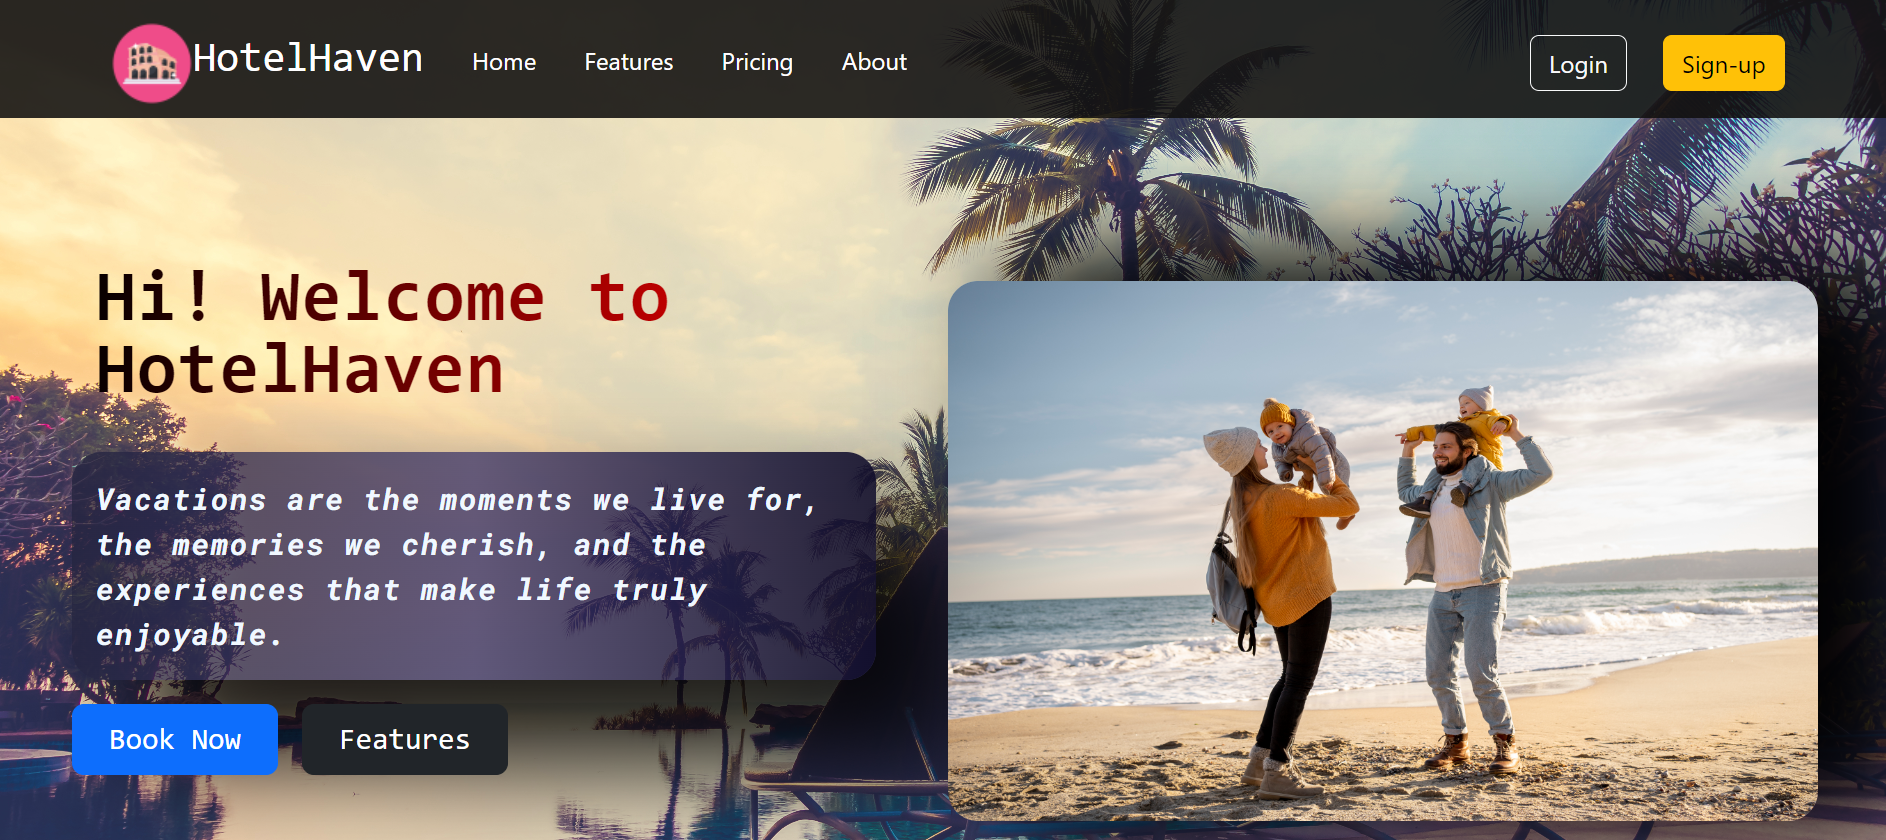 HotelHaven Home Features Pricing About Login Sign-up
Hi! Welcome to
HotelHaven
Vacations are the moments we live for,
the memories we cherish, and the
experiences that make life truly
enjoyable.
Book Now Features